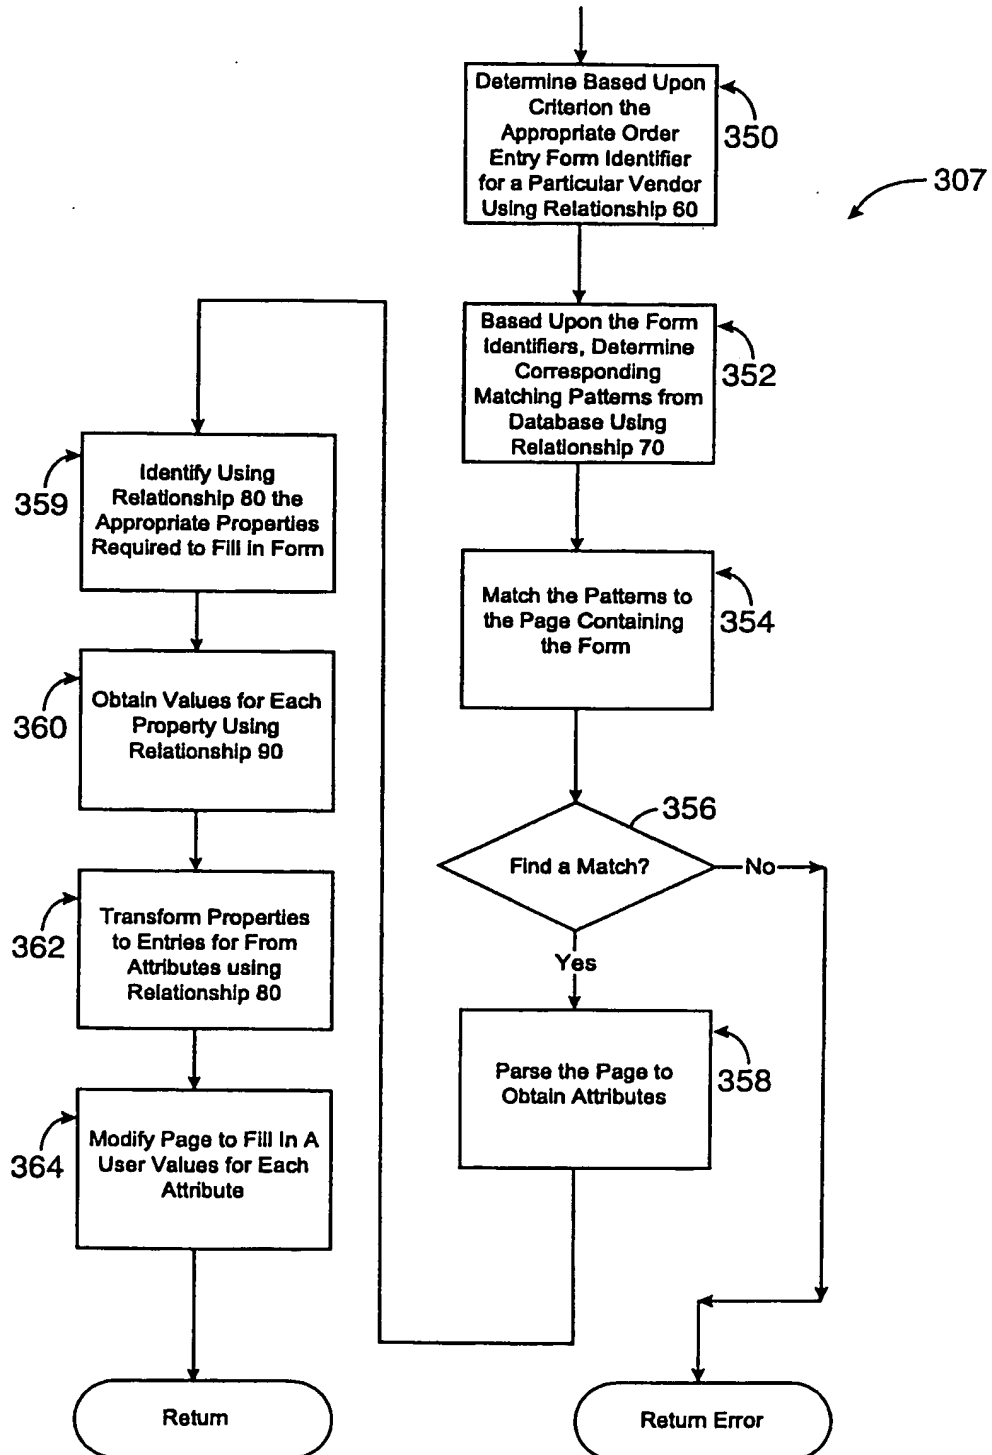 Determine Based Upon
Criterion the
Appropriate Order
Entry Form Identifier
for a Particular Vendor
Using Relationship 60
350
307
Based Upon the Form
Identifiers, Determine
Corresponding
Matching Patterns from
Database Using
Relationship 70
352
Match the Patterns to
the Page Containing
the Form
354
356
Find a Match?
No
Yes
Parse the Page to
Obtain Attributes
358
Identify Using
Relationship 80 the
Appropriate Properties
Required to Fill in Form
359
Obtain Values for Each
Property Using
Relationship 90
360
Transform Properties
to Entries for From
Attributes using
Relationship 80
362
Modify Page to Fill In A
User Values for Each
Attribute
364
Return
Return Error